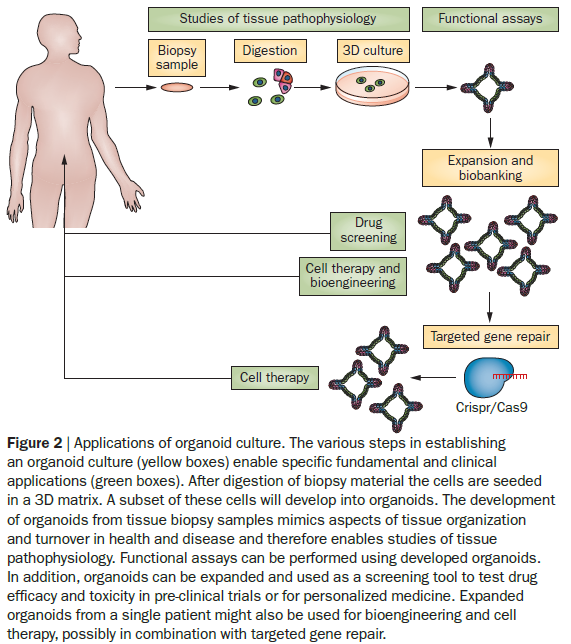 Studies of tissue pathophysiology
Functional assays
Biopsy
sample
Digestion
3D culture
Expansion and
biobanking
Drug
screening
Cell therapy and
bioengineering
Targeted gene repair
Cell therapy
Crispr/Cas9
Figure 2 | Applications of organoid culture. The various steps in establishing
an organoid culture (yellow boxes) enable specific fundamental and clinical
applications (green boxes). After digestion of biopsy material the cells are seeded
in a 3D matrix. A subset of these cells will develop into organoids. The development
of organoids from tissue biopsy samples mimics aspects of tissue organization
and turnover in health and disease and therefore enables studies of tissue
pathophysiology. Functional assays can be performed using developed organoids.
In addition, organoids can be expanded and used as a screening tool to test drug
efficacy and toxicity in pre-clinical trials or for personalized medicine. Expanded
organoids from a single patient might also be used for bioengineering and cell
therapy, possibly in combination with targeted gene repair.